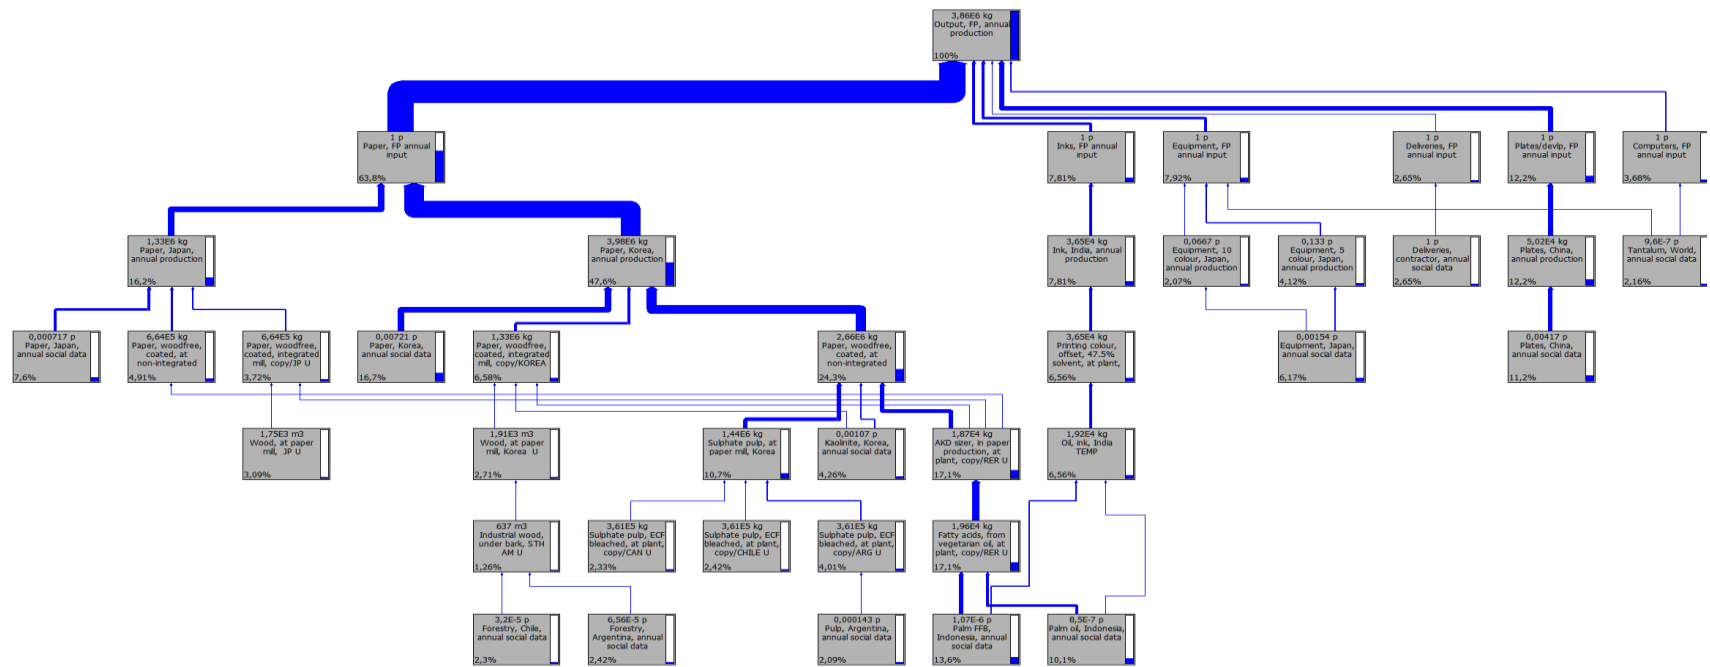 3,86E6 kg
Output, FP, annual
production
100%
1 p
Paper, FP annual
input
63,8%
1 p
Inks, FP annual
input
7,81%
1 p
Equipment, FP
annual input
7,92%
1 p
Deliveries, FP
annual input
2,65%
1 p
Plates/devlp, FP
annual input
12,2%
1 p
Computers, FP
annual input
3,68%
1,33E6 kg
Paper, Japan,
annual production
16,2%
3,98E6 kg
Paper, Korea,
annual production
47,6%
3,65E4 kg
Ink, India, annual
production
7,81%
0,0667 p
Equipment, 10
colour, Japan,
annual production
2,07%
0,133 p
Equipment, 5
colour, Japan,
annual production
4,12%
1 p
Deliveries,
contractor, annual
social data
2,65%
5,02E4 kg
Plates, China,
annual production
12,2%
9,6E-7 p
Tantalum, World,
annual social data
2,16%
0,000717 p
Paper, Japan,
annual social data
7,6%
6,64E5 kg
Paper, woodfree,
coated, at
non-integrated
4,91%
6,64E5 kg
Paper, woodfree,
coated, integrated
mill, copy/JP U
3,72%
0,00721 p
Paper, Korea,
annual social data
16,7%
1,33E6 kg
Paper, woodfree,
coated, integrated
mill, copy/KOREA
6,58%
2,66E6 kg
Paper, woodfree,
coated, at
non-integrated
24,3%
3,65E4 kg
Printing colour,
offset, 47.5%
solvent, at plant,
6,56%
0,00154 p
Equipment, Japan,
annual social data
6,17%
0,00417 p
Plates, China,
annual social data
11,2%
1,75E3 m3
Wood, at paper
mill, JP U
3,09%
1,91E3 m3
Wood, at paper
mill, Korea U
2,71%
1,44E6 kg
Sulphate pulp, at
paper mill, Korea
10,7%
0,00107 p
Kaolinite, Korea,
annual social data
4,26%
1,87E4 kg
AKD sizer, in paper
production, at
plant, copy/RER U
17,1%
1,92E4 kg
Oil, ink, India
TEMP
6,56%
637 m3
Industrial wood,
under bark, STH
AM U
1,26%
3,61E5 kg
Sulphate pulp, ECF
bleached, at plant,
copy/CAN U
2,33%
3,61E5 kg
Sulphate pulp, ECF
bleached, at plant,
copy/CHILE U
2,42%
3,61E5 kg
Sulphate pulp, ECF
bleached, at plant,
copy/ARG U
4,01%
1,96E4 kg
Fatty acids, from
vegetarian oil, at
plant, copy/RER U
17,1%
3,2E-5 p
Forestry, Chile,
annual social data
2,3%
6,56E-5 p
Forestry,
Argentina, annual
social data
2,42%
0,000143 p
Pulp, Argentina,
annual social data
2,09%
1,07E-6 p
Palm FFB,
Indonesia, annual
social data
13,6%
8,5E-7 p
Palm oil, Indonesia,
annual social data
10,1%